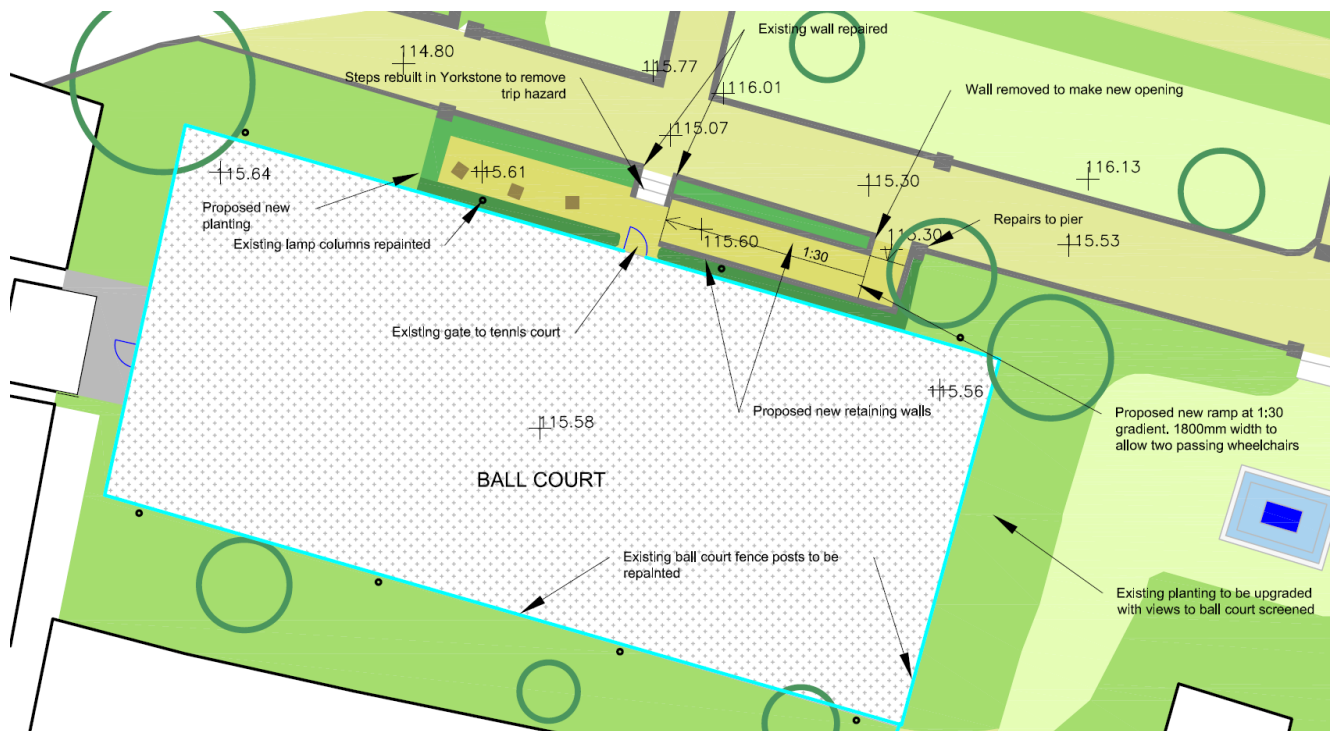 Existing wall repaired
114.80
115.77
Steps rebuilt in Yorkstone to remove
trip hazard
116.01
Wall removed to make new opening
115.07
116.13
115.64
115.61
115.30
Proposed new
planting
Repairs to pier
Existing lamp columns repainted
115.60
115.30
115.53
1:30
Existing gate to tennis court
115.56
Proposed new retaining walls
Proposed new ramp at 1:30
gradient. 1800mm width to
allow two passing wheelchairs
115.58
BALL COURT
Existing ball court fence posts to be
repainted
Existing planting to be upgraded
with views to ball court screened